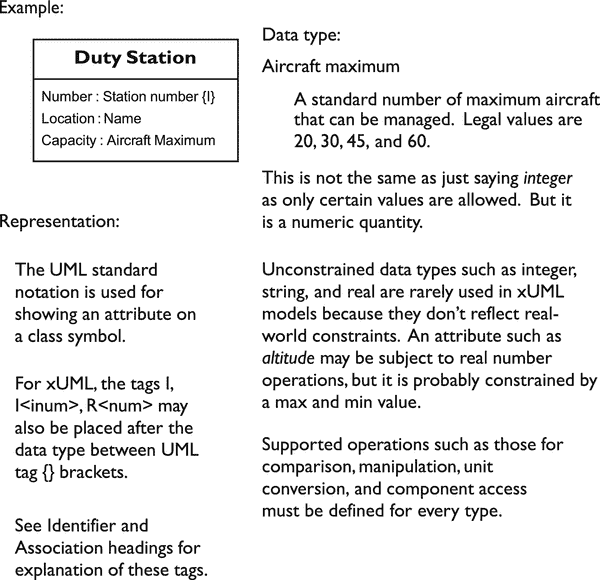 Example:
Duty Station
Number : Station number {I}
Location : Name
Capacity : Aircraft Maximum
Representation:
The UML standard
notation is used for
showing an attribute on
a class symbol.
For xUML, the tags I,
I<inum>, R<num> may
also be placed after the
data type between UML
tag {} brackets.
See Identifier and
Association headings for
explanation of these tags.
Data type:
Aircraft maximum
A standard number of maximum aircraft
that can be managed. Legal values are
20, 30, 45, and 60.
This is not the same as just saying integer
as only certain values are allowed. But it
is a numeric quantity.
Unconstrained data types such as integer,
string, and real are rarely used in xUML
models because they don't reflect real-
world constraints. An attribute such as
altitude may be subject to real number
operations, but it is probably constrained by
a max and min value.
Supported operations such as those for
comparison, manipulation, unit
conversion, and component access
must be defined for every type.